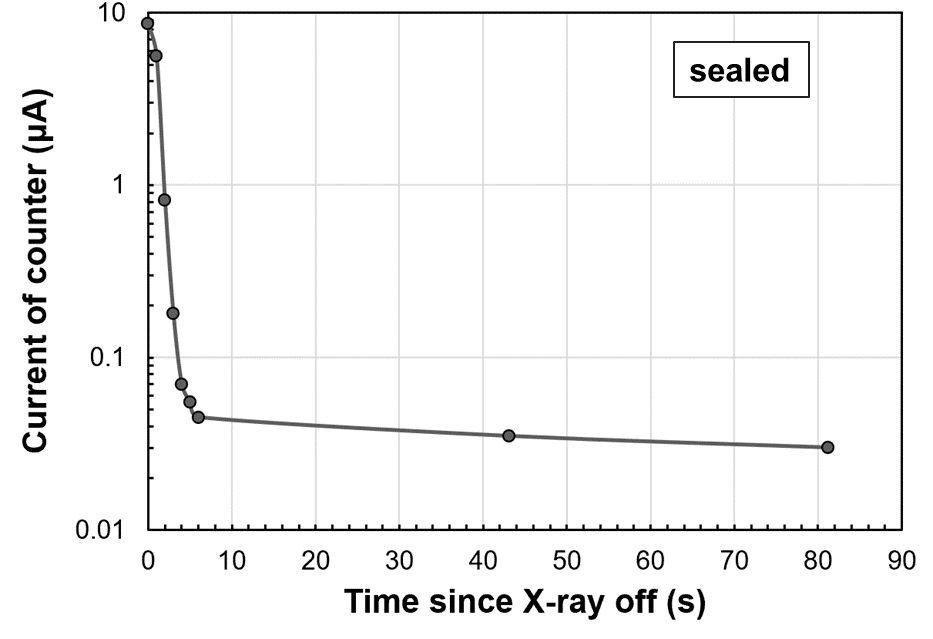 10
sealed
1
0.1
0.01
Current of counter (µA)
0 10 20 30 40 50 60 70 80 90
Time since X-ray off (s)